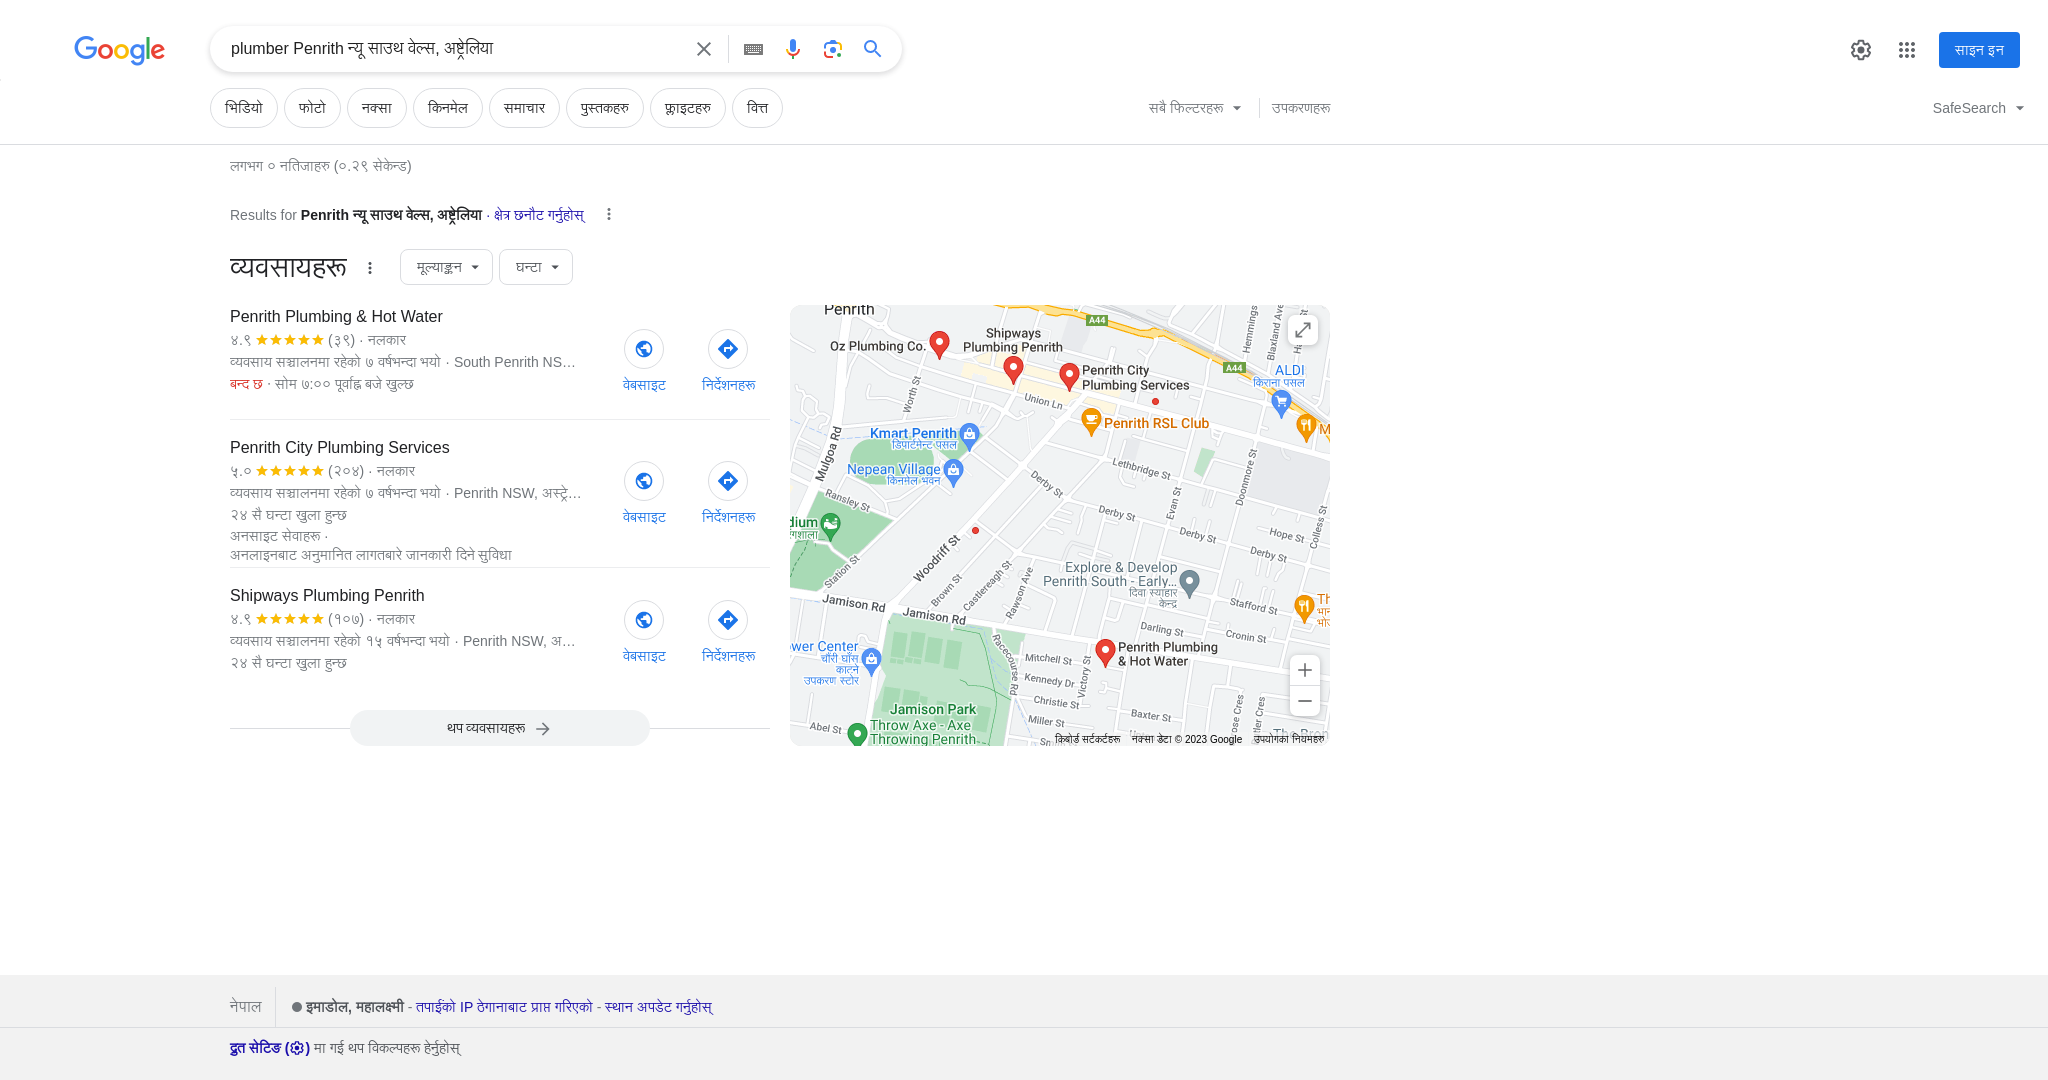 Google
plumber Penrith न्यू साउथ वेल्स, अष्ट्रेलिया
साइन इन
भिडियो
फोटो
नक्सा
किनमेल
समाचार
पुस्तकहरु
फ्लाइटहरु
वित्त
सबै फिल्टरहरू
उपकरणहरू
SafeSearch
लगभग ० नतिजाहरु (०.२९ सेकेन्ड)
Results for Penrith न्यू साउथ वेल्स, अष्ट्रेलिया · क्षेत्र छनौट गर्नुहोस्
व्यवसायहरू
मूल्याङ्कन
घन्टा
Penrith Plumbing & Hot Water
४.९ (३९) · नलकार
व्यवसाय सञ्चालनमा रहेको ७ वर्षभन्दा भयो · South Penrith NS…
बन्द छ · सोम ७:०० पूर्वाह्न बजे खुल्छ
वेबसाइट
निर्देशनहरू
Penrith City Plumbing Services
५.० (२०४) · नलकार
व्यवसाय सञ्चालनमा रहेको ७ वर्षभन्दा भयो · Penrith NSW, अस्ट्रे…
२४ सै घन्टा खुला हुन्छ
अनसाइट सेवाहरू ·
अनलाइनबाट अनुमानित लागतबारे जानकारी दिने सुविधा
वेबसाइट
निर्देशनहरू
Shipways Plumbing Penrith
४.९ (१०७) · नलकार
व्यवसाय सञ्चालनमा रहेको १५ वर्षभन्दा भयो · Penrith NSW, अ…
२४ सै घन्टा खुला हुन्छ
वेबसाइट
निर्देशनहरू
थप व्यवसायहरू
Penrith
A44
Shipways
Plumbing Penrith
Oz Plumbing Co.
Hemmings
Blaxland Ave
A44
Penrith City
Plumbing Services
ALDI
किराना पसल
Worth St
Union Ln
Penrith RSL Club
Kmart Penrith
डिपार्टमेन्ट पसल
Mulgoa Rd
Nepean Village
किनमेल भवन
Lethbridge St
Doonmore St
Derby St
Evan St
Ransley St
Derby St
Colless St
dium
रंगशाला
Hope St
Derby St
Woodriff St
Station St
Explore & Develop
Penrith South - Early...
दिवा स्याहार
केन्द्र
Brown St
Castlereagh St
Rawson Ave
Stafford St
Jamison Rd
Jamison Rd
Darling St
Cronin St
Racecourse Rd
Penrith Plumbing
& Hot Water
ower Center
चौंरी घाँस
काट्ने
उपकरण स्टोर
Mitchell St
Kennedy Dr
Victory St
Christie St
Jamison Park
Baxter St
Miller St
Abel St
Throw Axe - Axe
Throwing Penrith
किबोर्ड सर्टकर्टहरू
नक्सा डेटा © 2023 Google
उपयोगका नियमहरु
नेपाल
इमाडोल, महालक्ष्मी - तपाईंको IP ठेगानाबाट प्राप्त गरिएको - स्थान अपडेट गर्नुहोस्
द्रुत सेटिङ ( ) मा गई थप विकल्पहरू हेर्नुहोस्